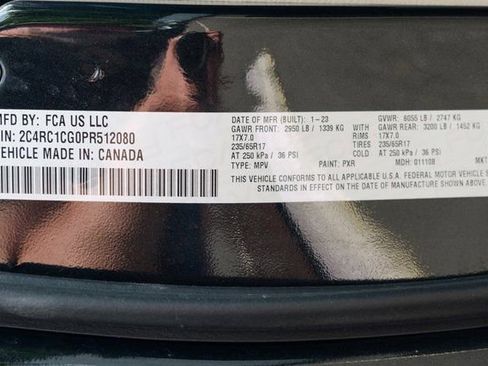 MFD BY: FCA US LLC
VIN: 2C4RC1CG0PR512080
VEHICLE MADE IN: CANADA
DATE OF MFR (BUILT): 1-23
GAWR FRONT: 2950 LB / 1339 KG
17X7.0
235/65R17
AT 250 kPa / 36 PSI
TYPE: MPV
GVWR: 6055 LB / 2747 KG
WITH GAWR REAR: 3200 LB / 1452 KG
RIMS 17X7.0
TIRES 235/65R17
COLD AT 250 kPa / 36 PSI
PAINT: PXR MDH: 011108 MKT
THIS VEHICLE CONFORMS TO ALL APPLICABLE U.S.A. FEDERAL MOTOR VEHICLE
STANDARDS IN EFFECT ON THE DATE OF MANUFACTURE SHOWN ABOVE.